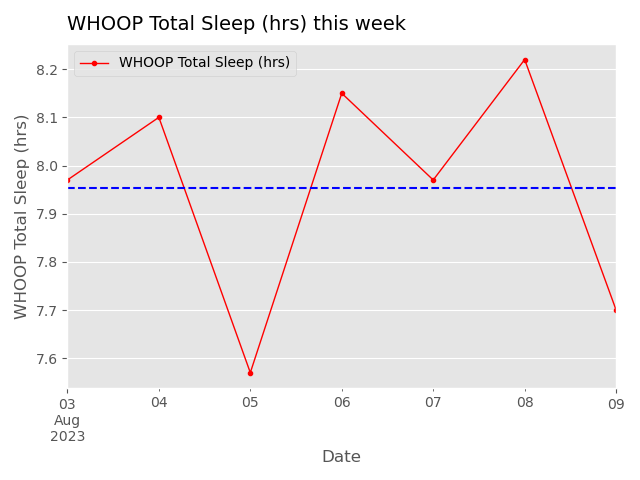 WHOOP Total Sleep (hrs) this week
WHOOP Total Sleep (hrs)
WHOOP Total Sleep (hrs)
8.2
8.1
8.0
7.9
7.8
7.7
7.6
03 04 05 06 07 08 09
Aug
2023
Date